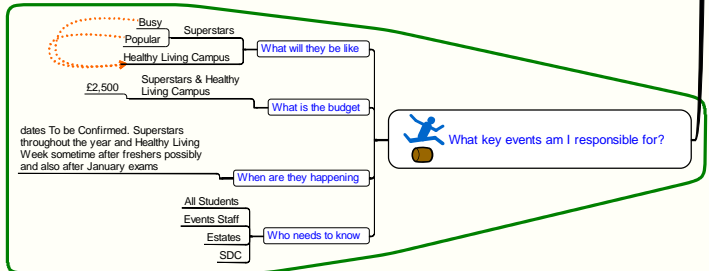 Busy
Popular
Superstars
Healthy Living Campus
What will they be like
£2,500
Superstars & Healthy
Living Campus
What is the budget
What key events am I responsible for?
dates To be Confirmed. Superstars
throughout the year and Healthy Living
Week sometime after freshers possibly
and also after January exams
When are they happening
All Students
Events Staff
Estates
SDC
Who needs to know